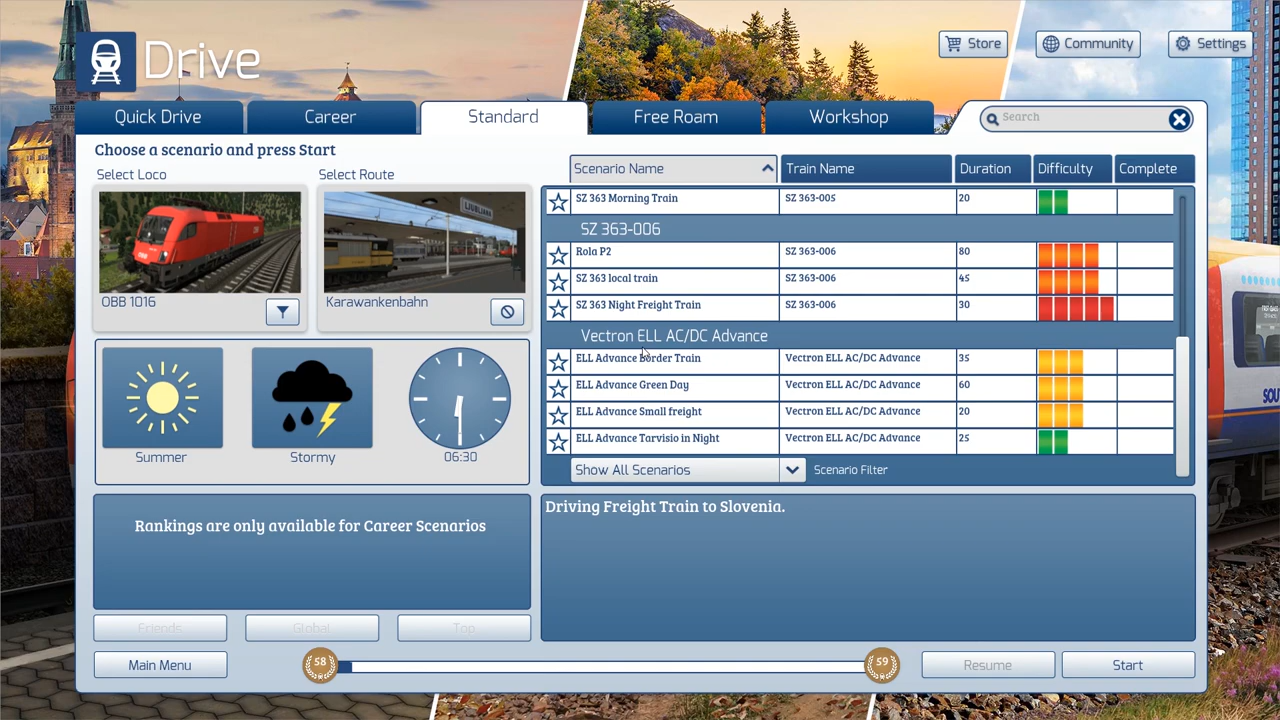 Drive
Store
Community
Settings
Quick Drive
Career
Standard
Free Roam
Workshop
Search
Choose a scenario and press Start
Select Loco
Select Route
LJUBLJANA
OBB 1016
Karawankenbahn
Summer
Stormy
06:30
Scenario Name
Train Name
Duration
Difficulty
Complete
SZ 363 Morning Train SZ 363-005 20
SZ 363-006
Rola P2 SZ 363-006 80
SZ 363 local train SZ 363-006 45
SZ 363 Night Freight Train SZ 363-006 30
Vectron ELL AC/DC Advance
ELL Advance Border Train Vectron ELL AC/DC Advance 35
ELL Advance Green Day Vectron ELL AC/DC Advance 60
ELL Advance Small freight Vectron ELL AC/DC Advance 20
ELL Advance Tarvisio in Night Vectron ELL AC/DC Advance 25
Show All Scenarios
Scenario Filter
Rankings are only available for Career Scenarios
Driving Freight Train to Slovenia.
Friends
Global
Top
Main Menu
58
59
Resume
Start